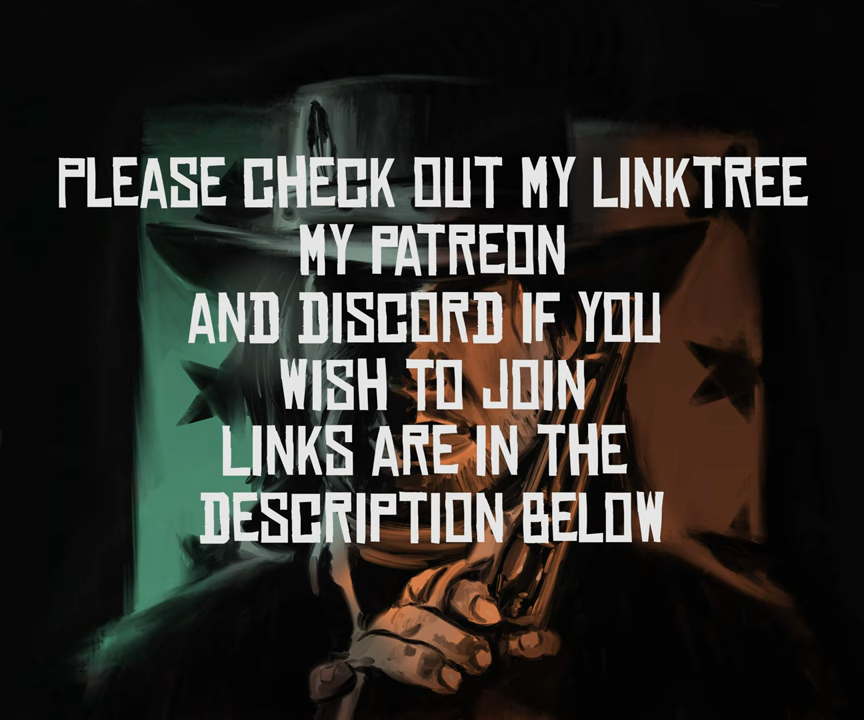 PLEASE CHECK OUT MY LINKTREE
MY PATREON
AND DISCORD IF YOU
WISH TO JOIN
LINKS ARE IN THE
DESCRIPTION BELOW